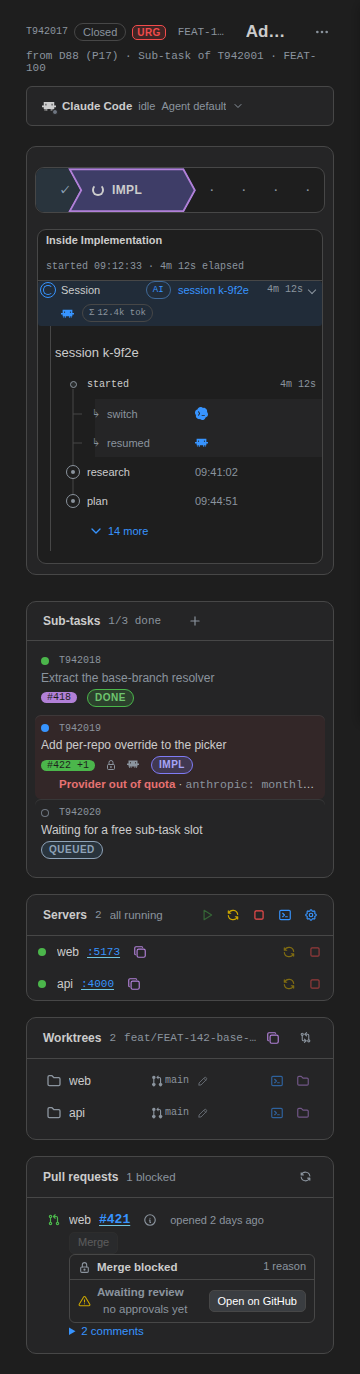 T942017 Closed URG FEAT-1… Ad…
from D88 (P17) · Sub-task of T942001 · FEAT-
100
Claude Code idle Agent default
✓ IMPL
Inside Implementation
started 09:12:33 · 4m 12s elapsed
Session AI session k-9f2e 4m 12s
Σ 12.4k tok
session k-9f2e
started 4m 12s
↳ switch
↳ resumed
research 09:41:02
plan 09:44:51
14 more
Sub-tasks 1/3 done
T942018
Extract the base-branch resolver
#418 DONE
T942019
Add per-repo override to the picker
#422 +1 IMPL
Provider out of quota · anthropic: monthl…
T942020
Waiting for a free sub-task slot
QUEUED
Servers 2 all running
web :5173
api :4000
Worktrees 2 feat/FEAT-142-base-…
web main
api main
Pull requests 1 blocked
web #421 opened 2 days ago
Merge
Merge blocked 1 reason
Awaiting review
no approvals yet
Open on GitHub
2 comments